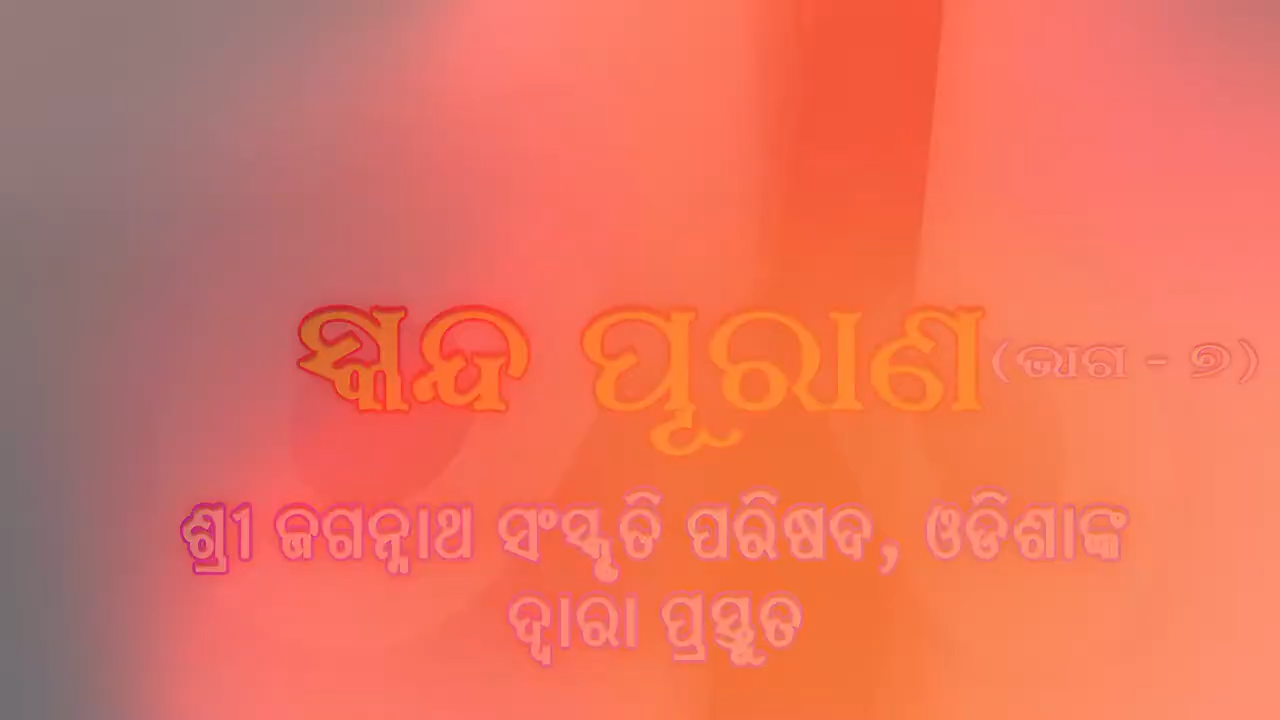 ସ୍କନ୍ଦ ପୂରାଣ (ଭାଗ - ୭)
ଶ୍ରୀ ଜଗନ୍ନାଥ ସଂସ୍କୃତି ପରିଷଦ, ଓଡିଶାଙ୍କ
ଦ୍ୱାରା ପ୍ରସ୍ତୁତ